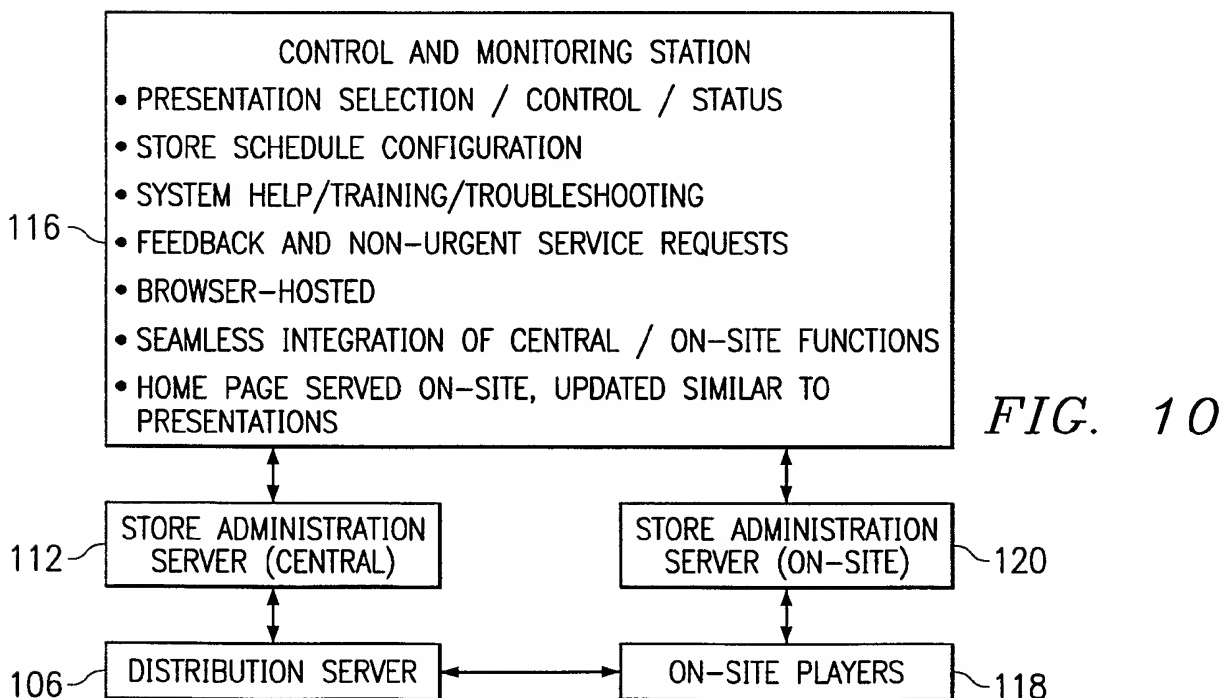 CONTROL AND MONITORING STATION
• PRESENTATION SELECTION / CONTROL / STATUS
• STORE SCHEDULE CONFIGURATION
• SYSTEM HELP/TRAINING/TROUBLESHOOTING
116
• FEEDBACK AND NON-URGENT SERVICE REQUESTS
• BROWSER-HOSTED
• SEAMLESS INTEGRATION OF CENTRAL / ON-SITE FUNCTIONS
• HOME PAGE SERVED ON-SITE, UPDATED SIMILAR TO
PRESENTATIONS
FIG. 10
112
STORE ADMINISTRATION
SERVER (CENTRAL)
STORE ADMINISTRATION
SERVER (ON-SITE)
120
106
DISTRIBUTION SERVER
ON-SITE PLAYERS
118